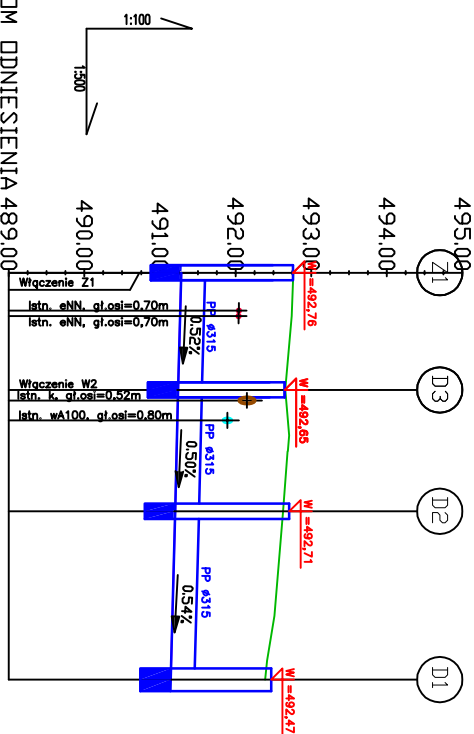 1:100
1:500
OM ODNIESIENIA 489.00
490.00
491.00
492.00
493.00
494.00
495.00
Z1
D3
D2
D1
W =492,76
W =492,65
W =492,71
W =492,47
Włączenie Z1
Istn. eNN, gł.osi=0.70m
Istn. eNN, gł.osi=0,70m
Włączenie W2
Istn. k, gł.osi=0.52m
Istn. wA100, gł.osi=0.80m
PP ø315
0.52%
PP ø315
0.50%
PP ø315
0.54%